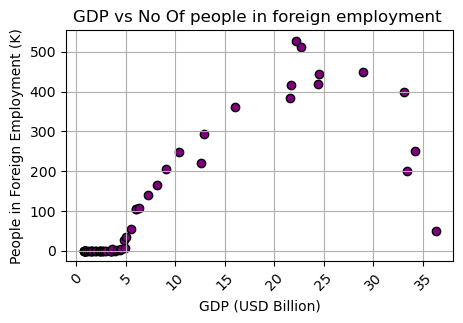 GDP vs No Of people in foreign employment
People in Foreign Employment (K)
500
400
300
200
100
0
0 5 10 15 20 25 30 35
GDP (USD Billion)